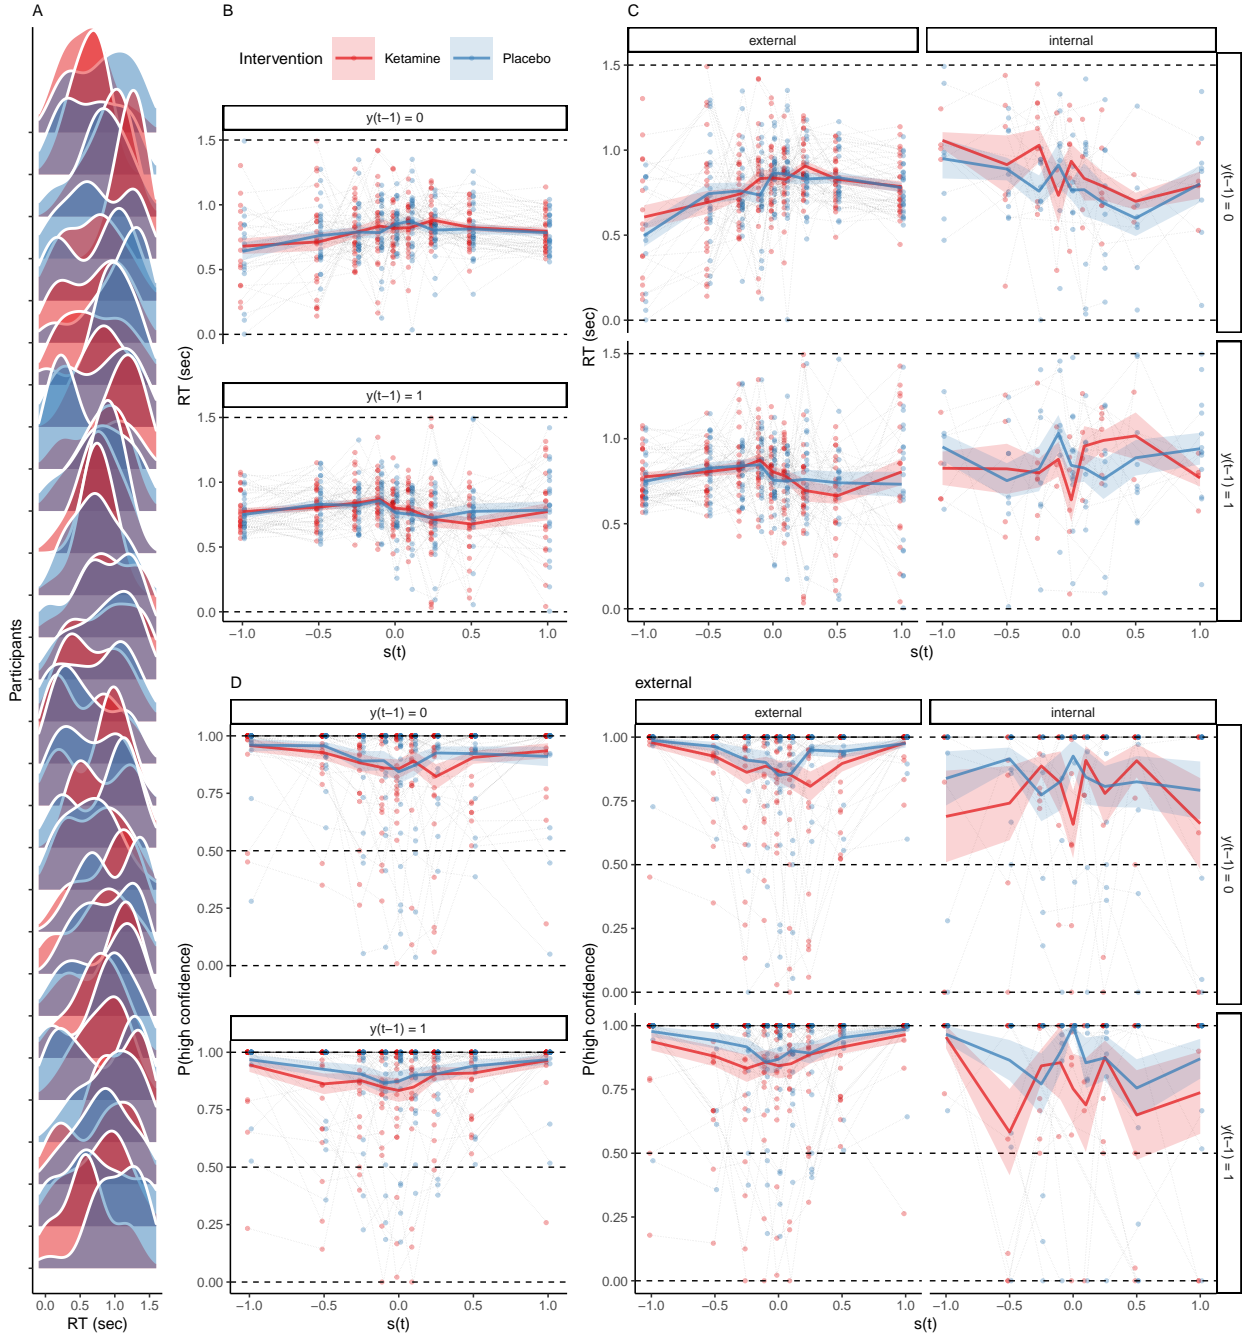 A
B
C
Intervention
Ketamine
Placebo
external
internal
y(t−1) = 0
1.5
1.0
0.5
0.0
RT (sec)
y(t−1) = 1
1.5
1.0
0.5
0.0
−1.0 −0.5 0.0 0.5 1.0
s(t)
1.5
1.0
0.5
0.0
y(t−1) = 0
RT (sec)
1.5
1.0
0.5
0.0
y(t−1) = 1
−1.0 −0.5 0.0 0.5 1.0
−1.0 −0.5 0.0 0.5 1.0
s(t)
Participants
0.0 0.5 1.0 1.5
RT (sec)
D
y(t−1) = 0
1.00
0.75
0.50
0.25
0.00
P(high confidence)
y(t−1) = 1
1.00
0.75
0.50
0.25
0.00
−1.0 −0.5 0.0 0.5 1.0
s(t)
external
external
internal
1.00
0.75
0.50
0.25
0.00
y(t−1) = 0
P(high confidence)
1.00
0.75
0.50
0.25
0.00
y(t−1) = 1
−1.0 −0.5 0.0 0.5 1.0
−1.0 −0.5 0.0 0.5 1.0
s(t)